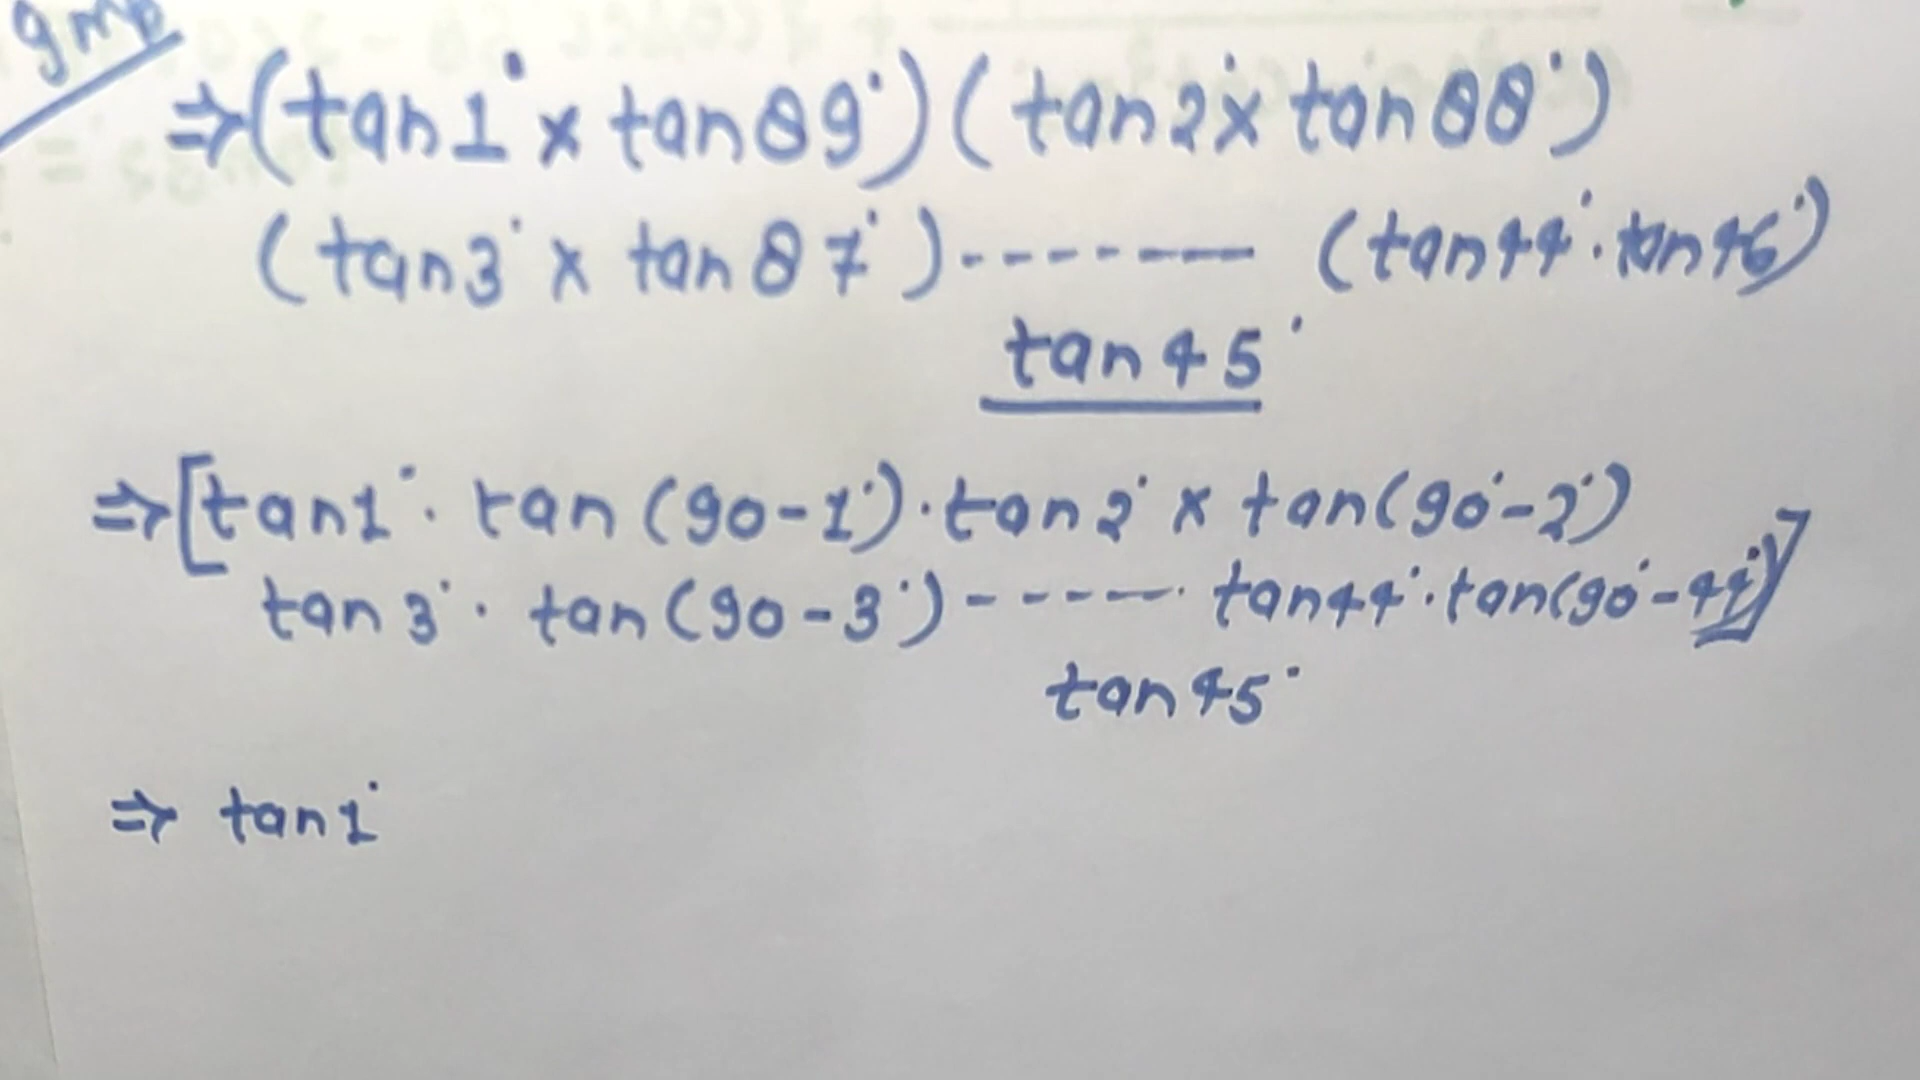 gmp
⇒(tan1° × tan89°)(tan2° × tan88°)
(tan3° × tan87°)-------- (tan44°.tan46°)
tan45°
⇒[tan1°. tan(90-1°).tan2° × tan(90°-2°)
tan3°. tan(90-3°)------. tan44°.tan(90°-44°)]
tan45°
⇒ tan1°